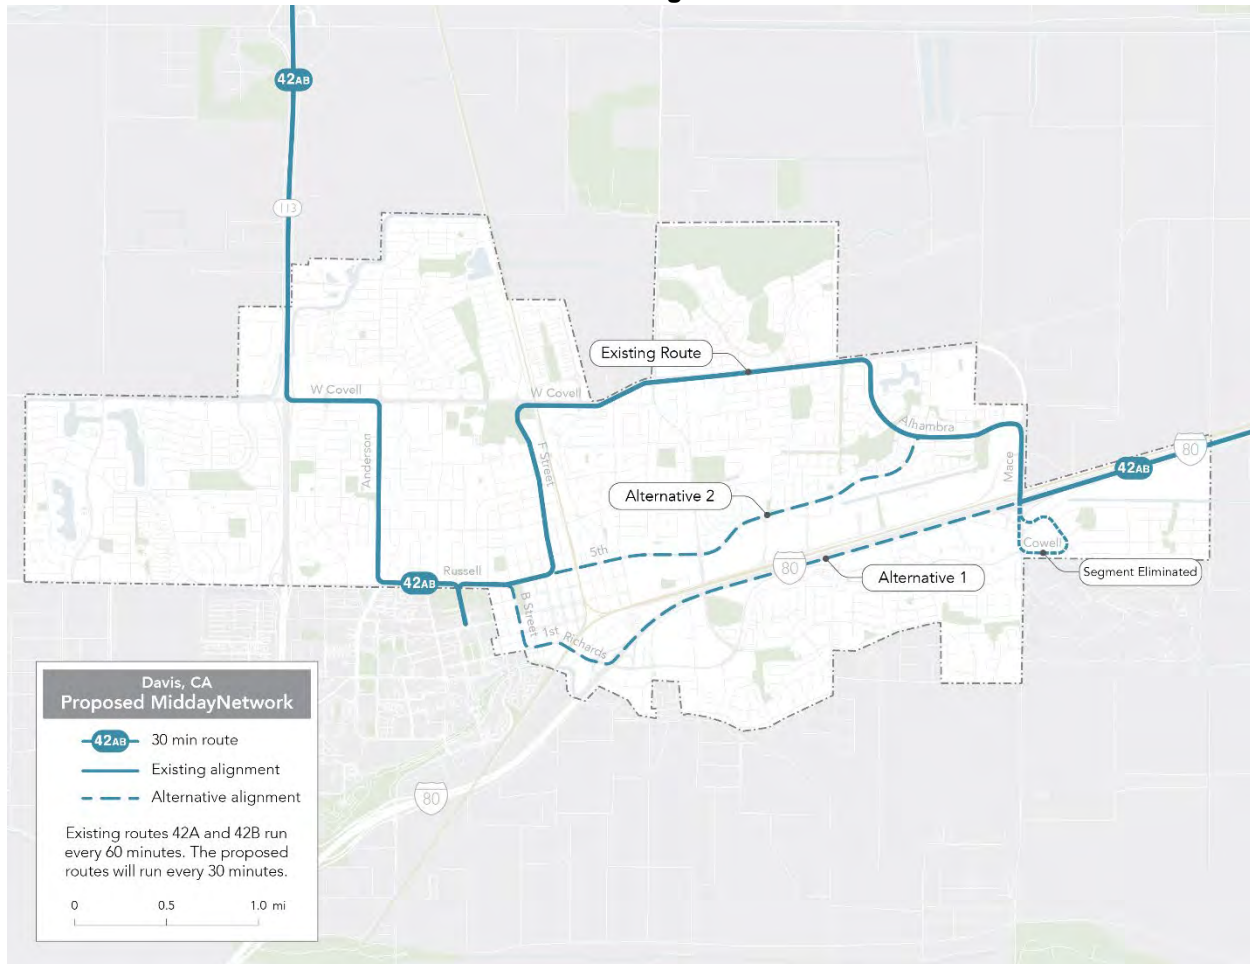 g
42AB
113
Existing Route
W Covell
W Covell
Alhambra
Anderson
F Street
Mace
80
42AB
Alternative 2
Cowell
5th
80
Alternative 1
Segment Eliminated
Russell
42AB
B Street
1st
Richards
80
Davis, CA
Proposed MiddayNetwork
42AB 30 min route
Existing alignment
Alternative alignment
Existing routes 42A and 42B run
every 60 minutes. The proposed
routes will run every 30 minutes.
0 0.5 1.0 mi